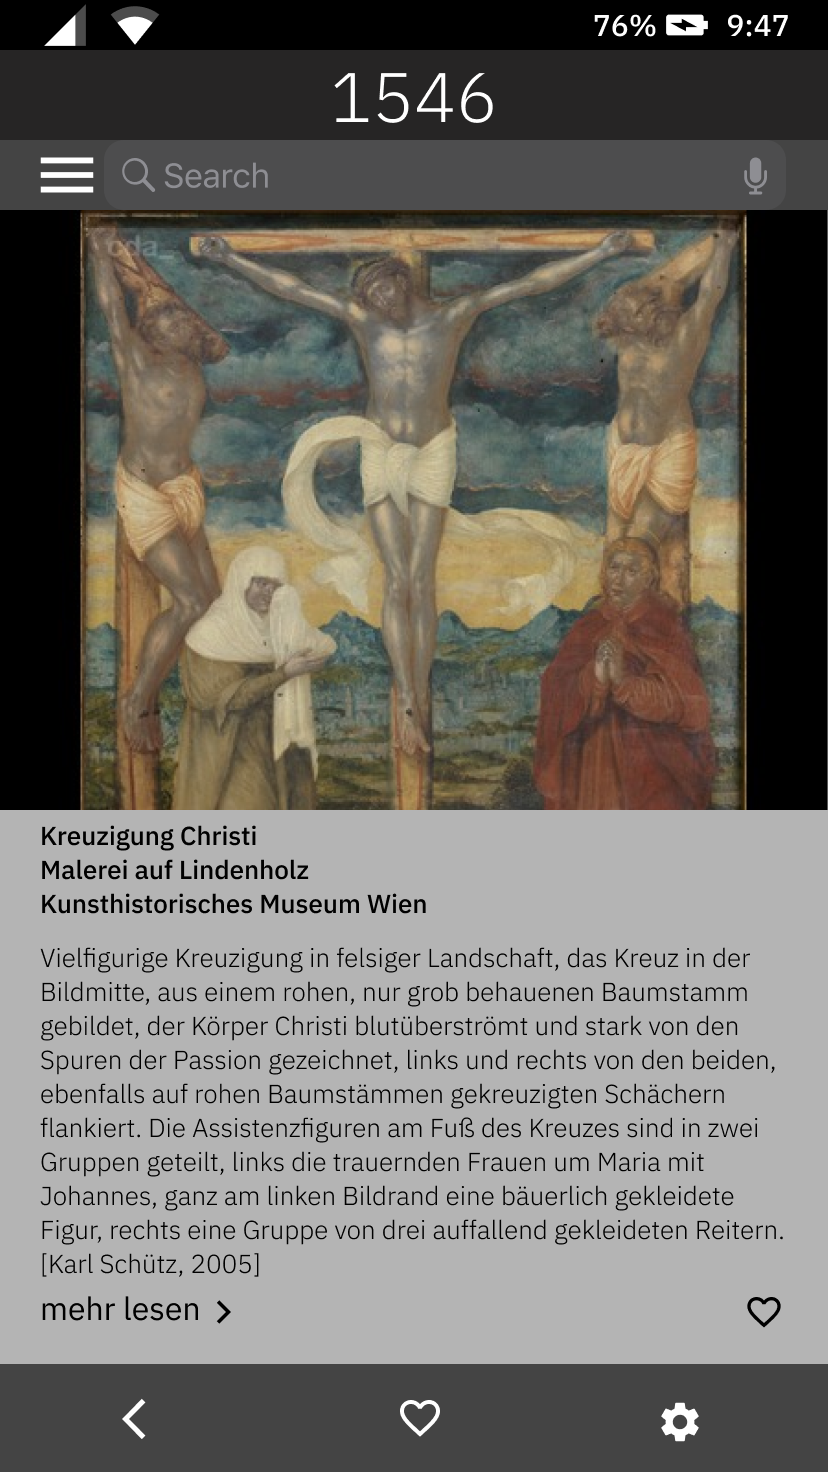 76% 9:47
1546
Search
cda_
Kreuzigung Christi
Malerei auf Lindenholz
Kunsthistorisches Museum Wien
Vielfigurige Kreuzigung in felsiger Landschaft, das Kreuz in der
Bildmitte, aus einem rohen, nur grob behauenen Baumstamm
gebildet, der Körper Christi blutüberströmt und stark von den
Spuren der Passion gezeichnet, links und rechts von den beiden,
ebenfalls auf rohen Baumstämmen gekreuzigten Schächern
flankiert. Die Assistenzfiguren am Fuß des Kreuzes sind in zwei
Gruppen geteilt, links die trauernden Frauen um Maria mit
Johannes, ganz am linken Bildrand eine bäuerlich gekleidete
Figur, rechts eine Gruppe von drei auffallend gekleideten Reitern.
[Karl Schütz, 2005]
mehr lesen